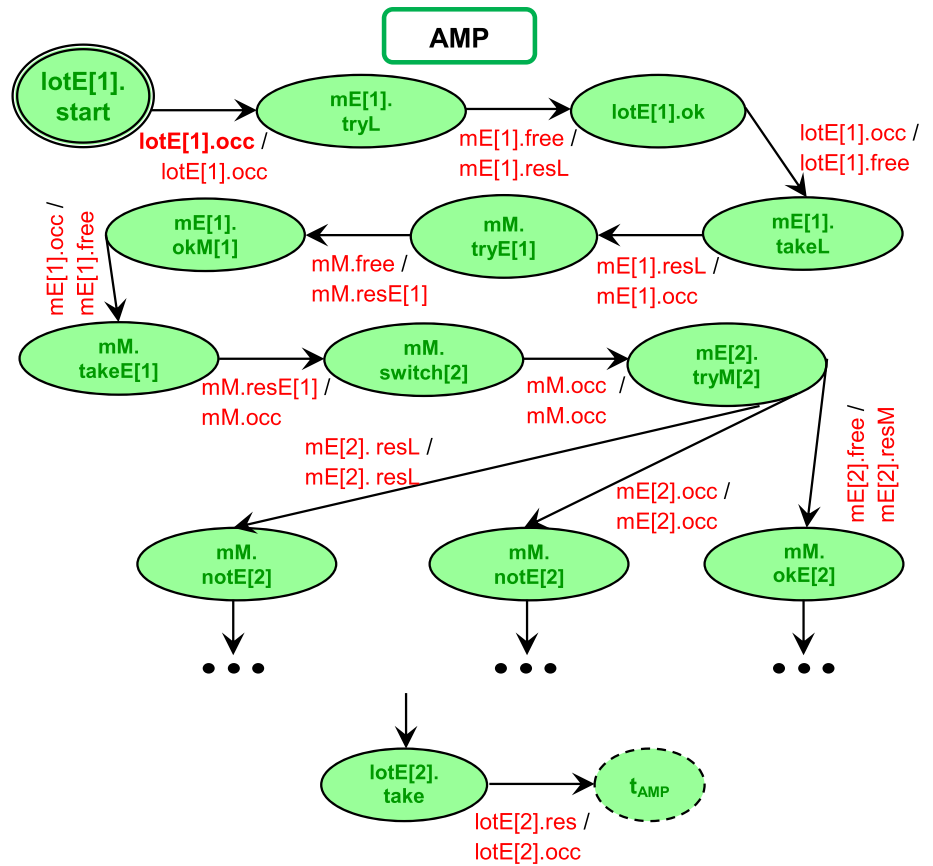 AMP
lotE[1].
start
lotE[1].occ /
lotE[1].occ
mE[1].
tryL
mE[1].free /
mE[1].resL
lotE[1].ok
lotE[1].occ /
lotE[1].free
mE[1].
takeL
mE[1].resL /
mE[1].occ
mM.
tryE[1]
mM.free /
mM.resE[1]
mE[1].
okM[1]
mE[1].occ /
mE[1].free
mM.
takeE[1]
mM.resE[1] /
mM.occ
mM.
switch[2]
mM.occ /
mM.occ
mE[2].
tryM[2]
mE[2]. resL /
mE[2]. resL
mE[2].occ /
mE[2].occ
mE[2].free /
mE[2].resM
mM.
notE[2]
mM.
notE[2]
mM.
okE[2]
• • •
• • •
• • •
lotE[2].
take
lotE[2].res /
lotE[2].occ
tAMP